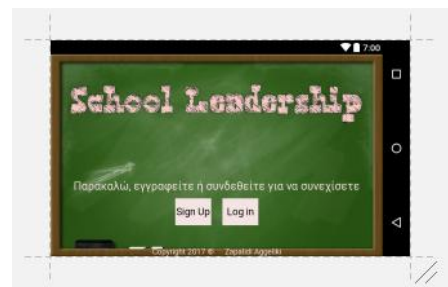 7:00
School Leadership
Παρακαλώ, εγγραφείτε ή συνδεθείτε για να συνεχίσετε
Sign Up Log in
Copyright 2017 © Zapalidi Aggeliki